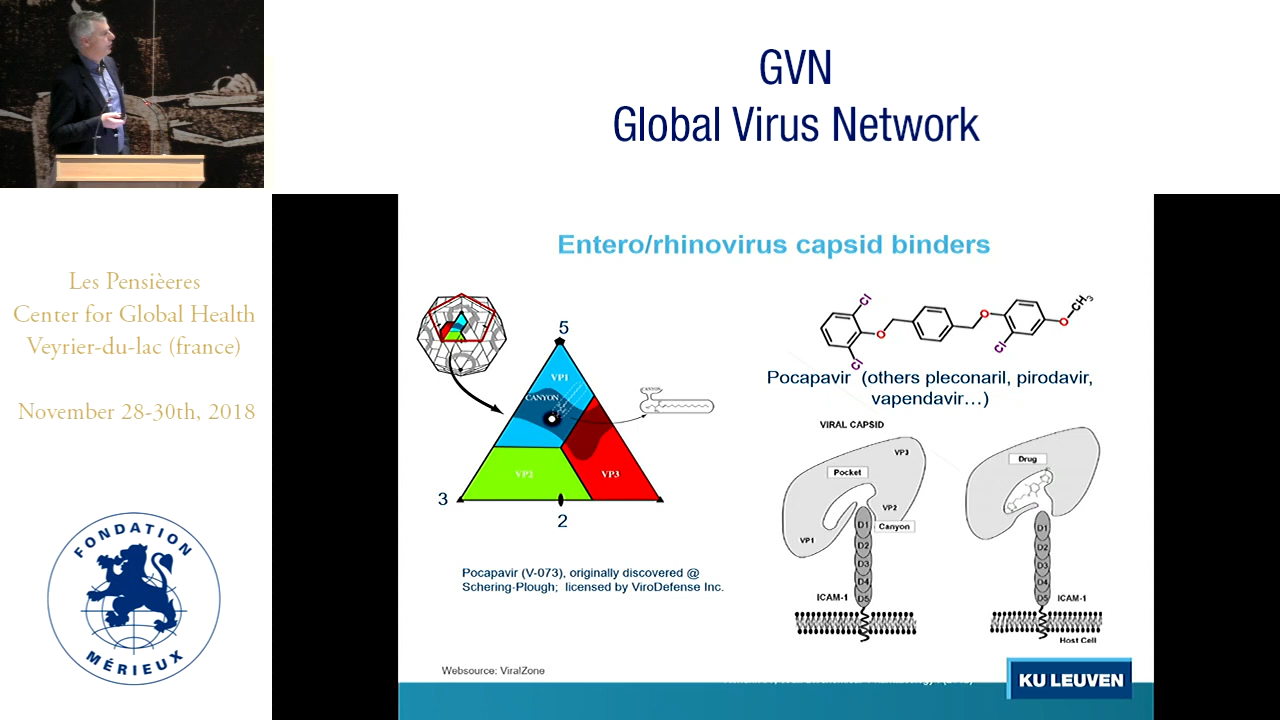 GVN
Global Virus Network
Les Pensièeres
Center for Global Health
Veyrier-du-lac (france)
November 28-30th, 2018
FONDATION
MÉRIEUX
Entero/rhinovirus capsid binders
5
VP1
CANYON
CANYON
VP2
VP3
3
2
Pocapavir (V-073), originally discovered @
Schering-Plough; licensed by ViroDefense Inc.
Cl
O
Cl
O
Cl
O
CH3
Pocapavir (others pleconaril, pirodavir,
vapendavir…)
VIRAL CAPSID
VP3
Pocket
VP2
D1
Canyon
VP1
D2
D3
D4
ICAM-1
D5
Drug
D1
D2
D3
D4
D5
ICAM-1
Host Cell
Websource: ViralZone
KU LEUVEN